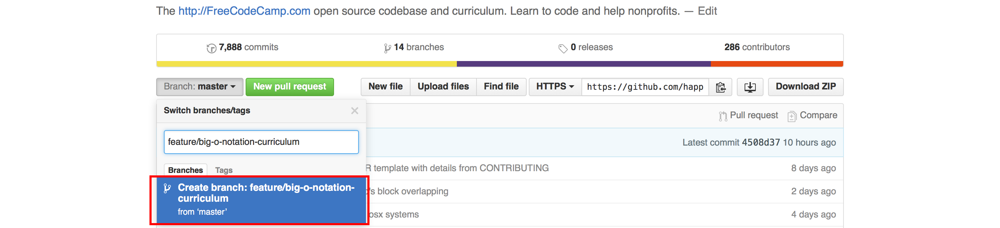 The http://FreeCodeCamp.com open source codebase and curriculum. Learn to code and help nonprofits. — Edit
7,888 commits 14 branches 0 releases 286 contributors
Branch: master New pull request New file Upload files Find file HTTPS https://github.com/happ Download ZIP
Switch branches/tags
Pull request Compare
feature/big-o-notation-curriculum
Latest commit 4508d37 10 hours ago
Branches Tags
R template with details from CONTRIBUTING 8 days ago
Create branch: feature/big-o-notation-
curriculum
from ‘master’
's block overlapping 2 days ago
osx systems 4 days ago